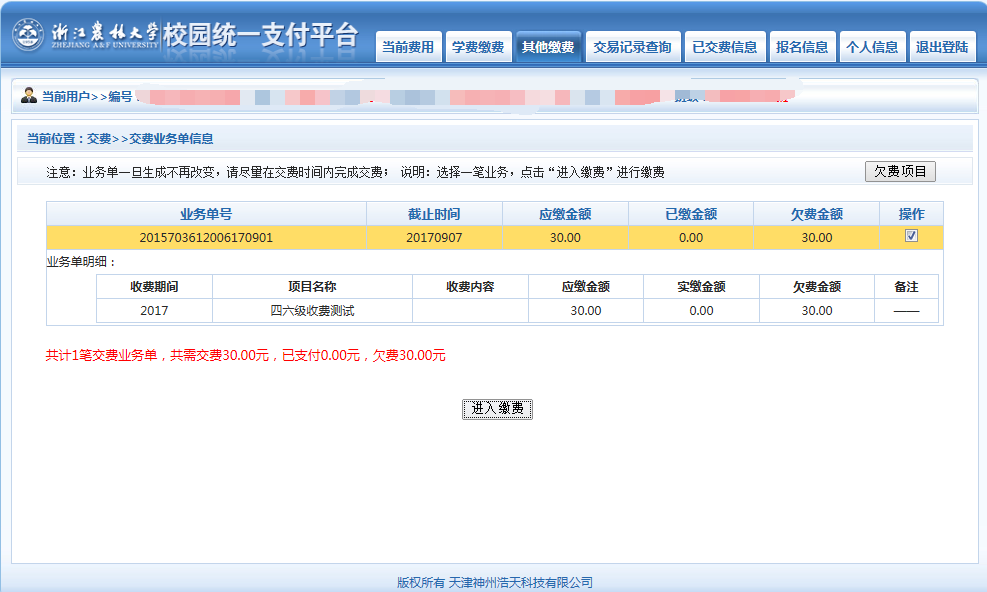 浙江农林大学 校园统一支付平台
ZHEJIANG A&F UNIVERSITY
当前费用 学费缴费 其他缴费 交易记录查询 已交费信息 报名信息 个人信息 退出登陆
当前用户>>编号
当前位置：交费>>交费业务单信息
注意：业务单一旦生成不再改变，请尽量在交费时间内完成交费； 说明：选择一笔业务，点击“进入缴费”进行缴费 欠费项目
业务单号 截止时间 应缴金额 已缴金额 欠费金额 操作
2015703612006170901 20170907 30.00 0.00 30.00
业务单明细：
收费期间 项目名称 收费内容 应缴金额 实缴金额 欠费金额 备注
2017 四六级收费测试 30.00 0.00 30.00 ——
共计1笔交费业务单，共需交费30.00元，已支付0.00元，欠费30.00元
进入缴费
版权所有 天津神州浩天科技有限公司